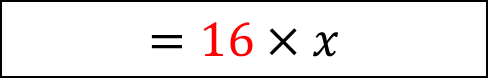 = 16 × x